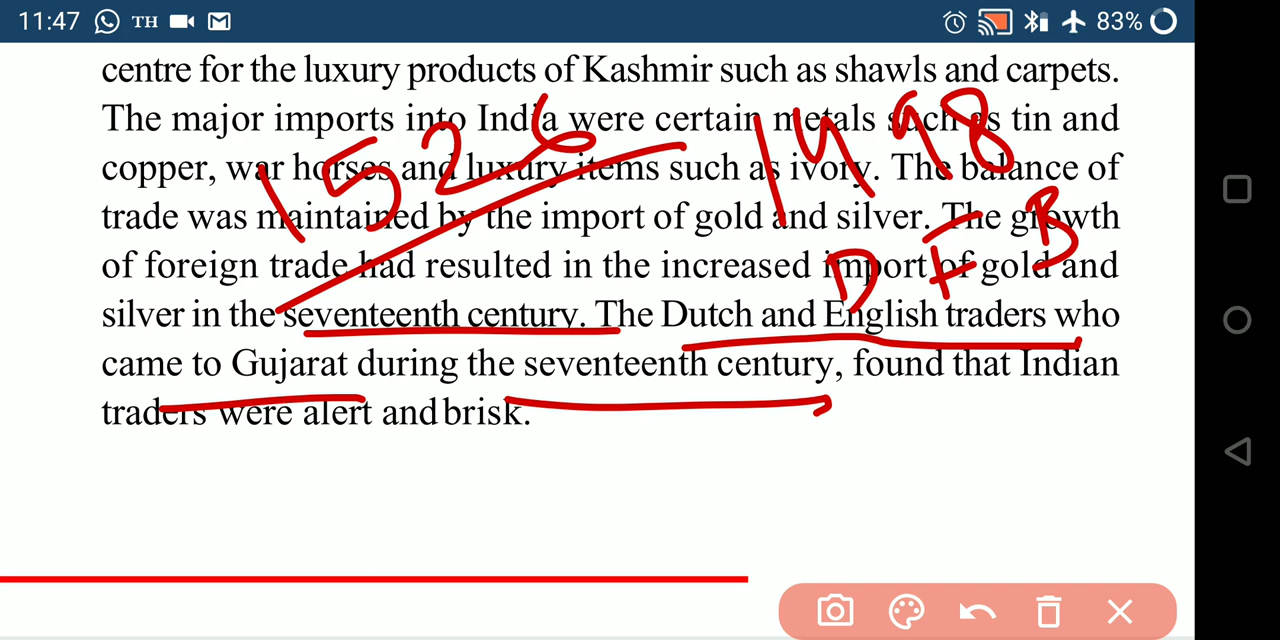 11:47 TH 83%
centre for the luxury products of Kashmir such as shawls and carpets.
The major imports into India were certain metals such as tin and
copper, war horses and luxury items such as ivory. The balance of
trade was maintained by the import of gold and silver. The growth
of foreign trade had resulted in the increased import of gold and
silver in the seventeenth century. The Dutch and English traders who
came to Gujarat during the seventeenth century, found that Indian
traders were alert and brisk.
1526
1498
D F B